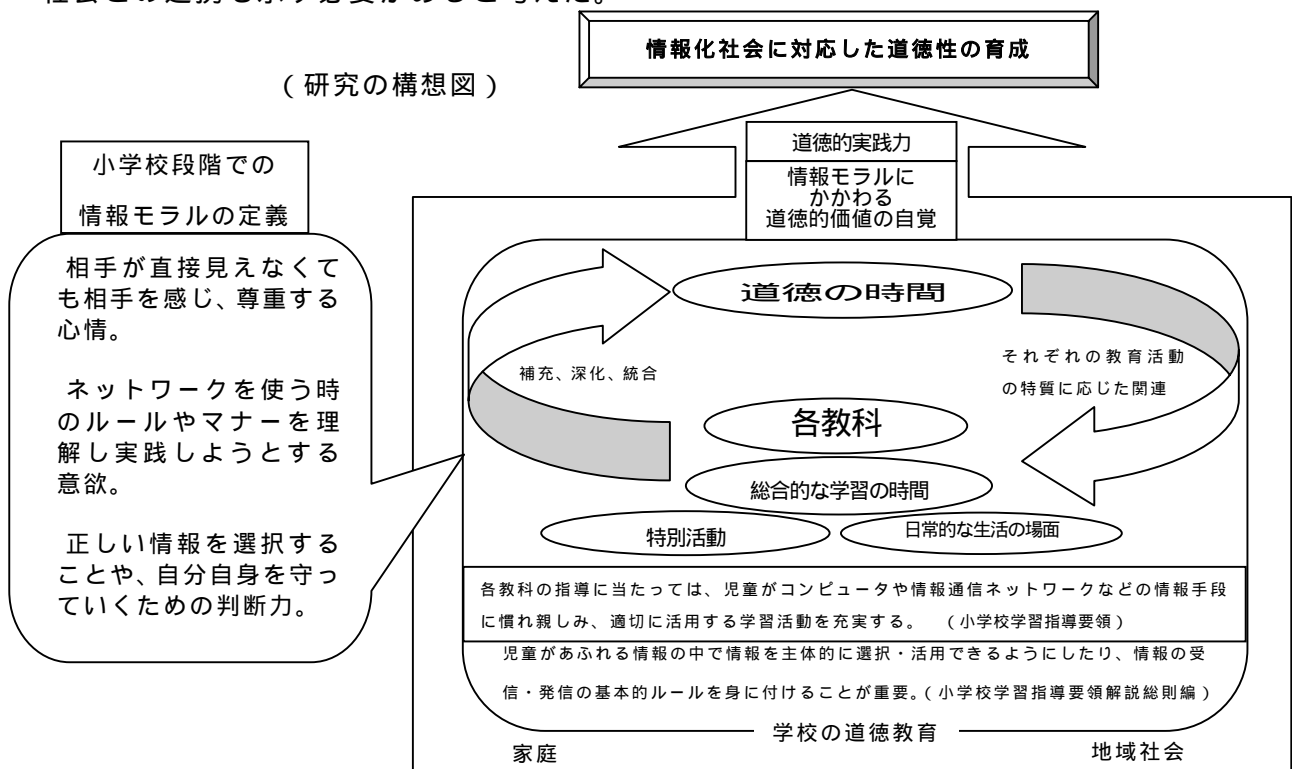 情報化社会に対応した道徳性の育成
(研究の構想図)
道徳的実践力
情報モラルに
かかわる
道徳的価値の自覚
小学校段階での
情報モラルの定義
相手が直接見えなくて
も相手を感じ、尊重する
心情。
ネットワークを使う時
のルールやマナーを理
解し実践しようとする
意欲。
正しい情報を選択する
ことや、自分自身を守っ
ていくための判断力。
道徳の時間
補充、深化、統合
それぞれの教育活動
の特質に応じた関連
各教科
総合的な学習の時間
特別活動
日常的な生活の場面
各教科の指導に当たっては、児童がコンピュータや情報通信ネットワークなどの情報手段
に慣れ親しみ、適切に活用する学習活動を充実する。 (小学校学習指導要領)
児童があふれる情報の中で情報を主体的に選択・活用できるようにしたり、情報の受
信・発信の基本的ルールを身に付けることが重要。(小学校学習指導要領解説総則編)
学校の道徳教育
家庭
地域社会